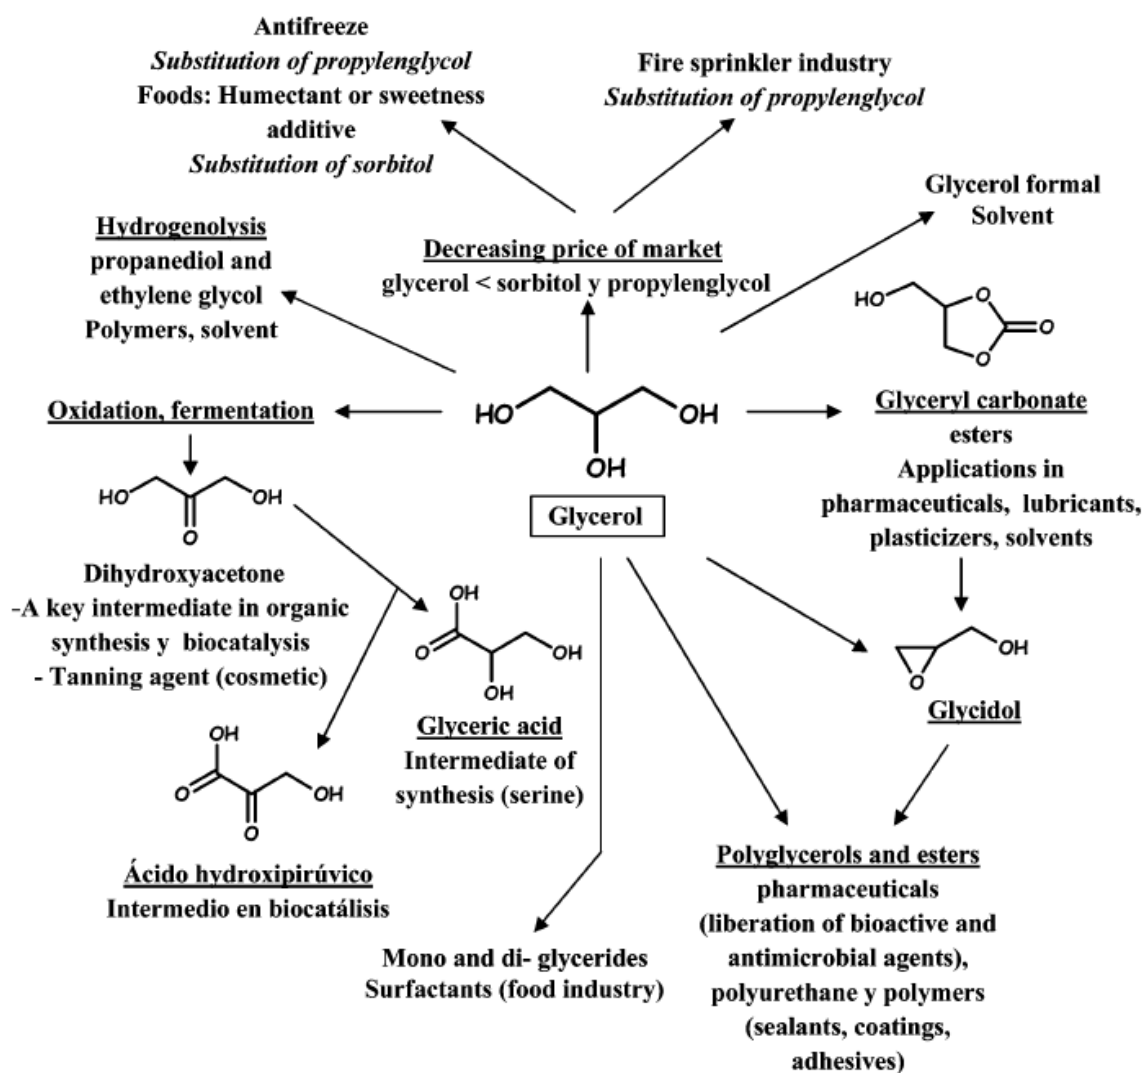 Antifreeze
Substitution of propylenglycol
Foods: Humectant or sweetness
additive
Substitution of sorbitol
Fire sprinkler industry
Substitution of propylenglycol
Glycerol formal
Solvent
Hydrogenolysis
propanediol and
ethylene glycol
Polymers, solvent
Decreasing price of market
glycerol < sorbitol y propylenglycol
HO
O
O
O
Oxidation, fermentation
HO
OH
OH
Glycerol
Glyceryl carbonate
esters
Applications in
pharmaceuticals, lubricants,
plasticizers, solvents
HO
OH
O
Dihydroxyacetone
-A key intermediate in organic
synthesis y biocatalysis
- Tanning agent (cosmetic)
OH
O
OH
OH
Glyceric acid
Intermediate of
synthesis (serine)
OH
O
Glycidol
OH
O
OH
O
Ácido hydroxipirúvico
Intermedio en biocatálisis
Mono and di- glycerides
Surfactants (food industry)
Polyglycerols and esters
pharmaceuticals
(liberation of bioactive and
antimicrobial agents),
polyurethane y polymers
(sealants, coatings,
adhesives)